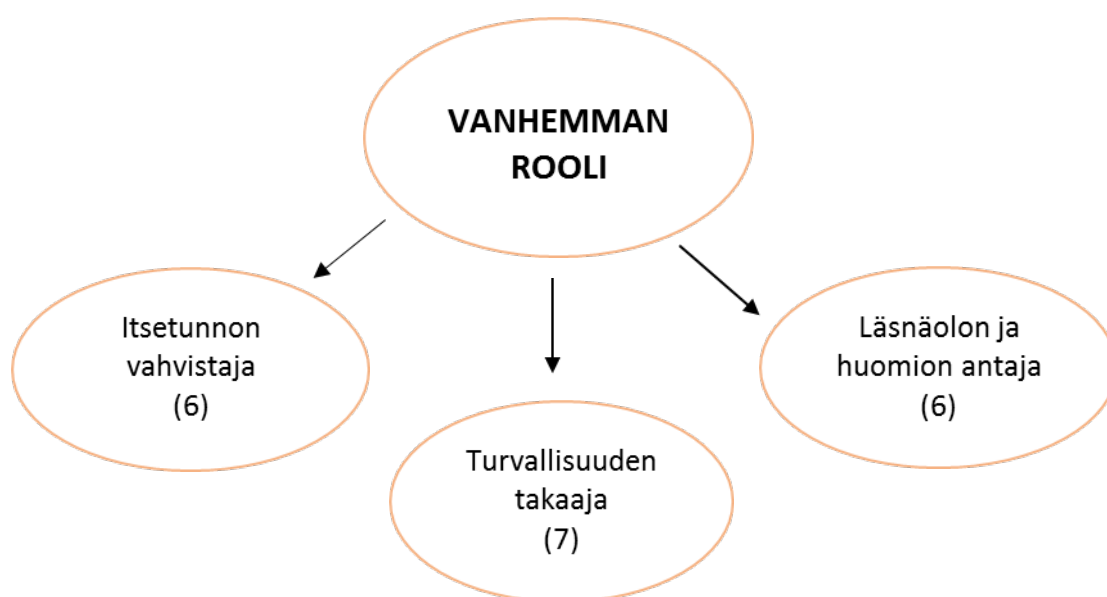 VANHEMMAN
ROOLI
Itsetunnon
vahvistaja
(6)
Turvallisuuden
takaaja
(7)
Läsnäolon ja
huomion antaja
(6)